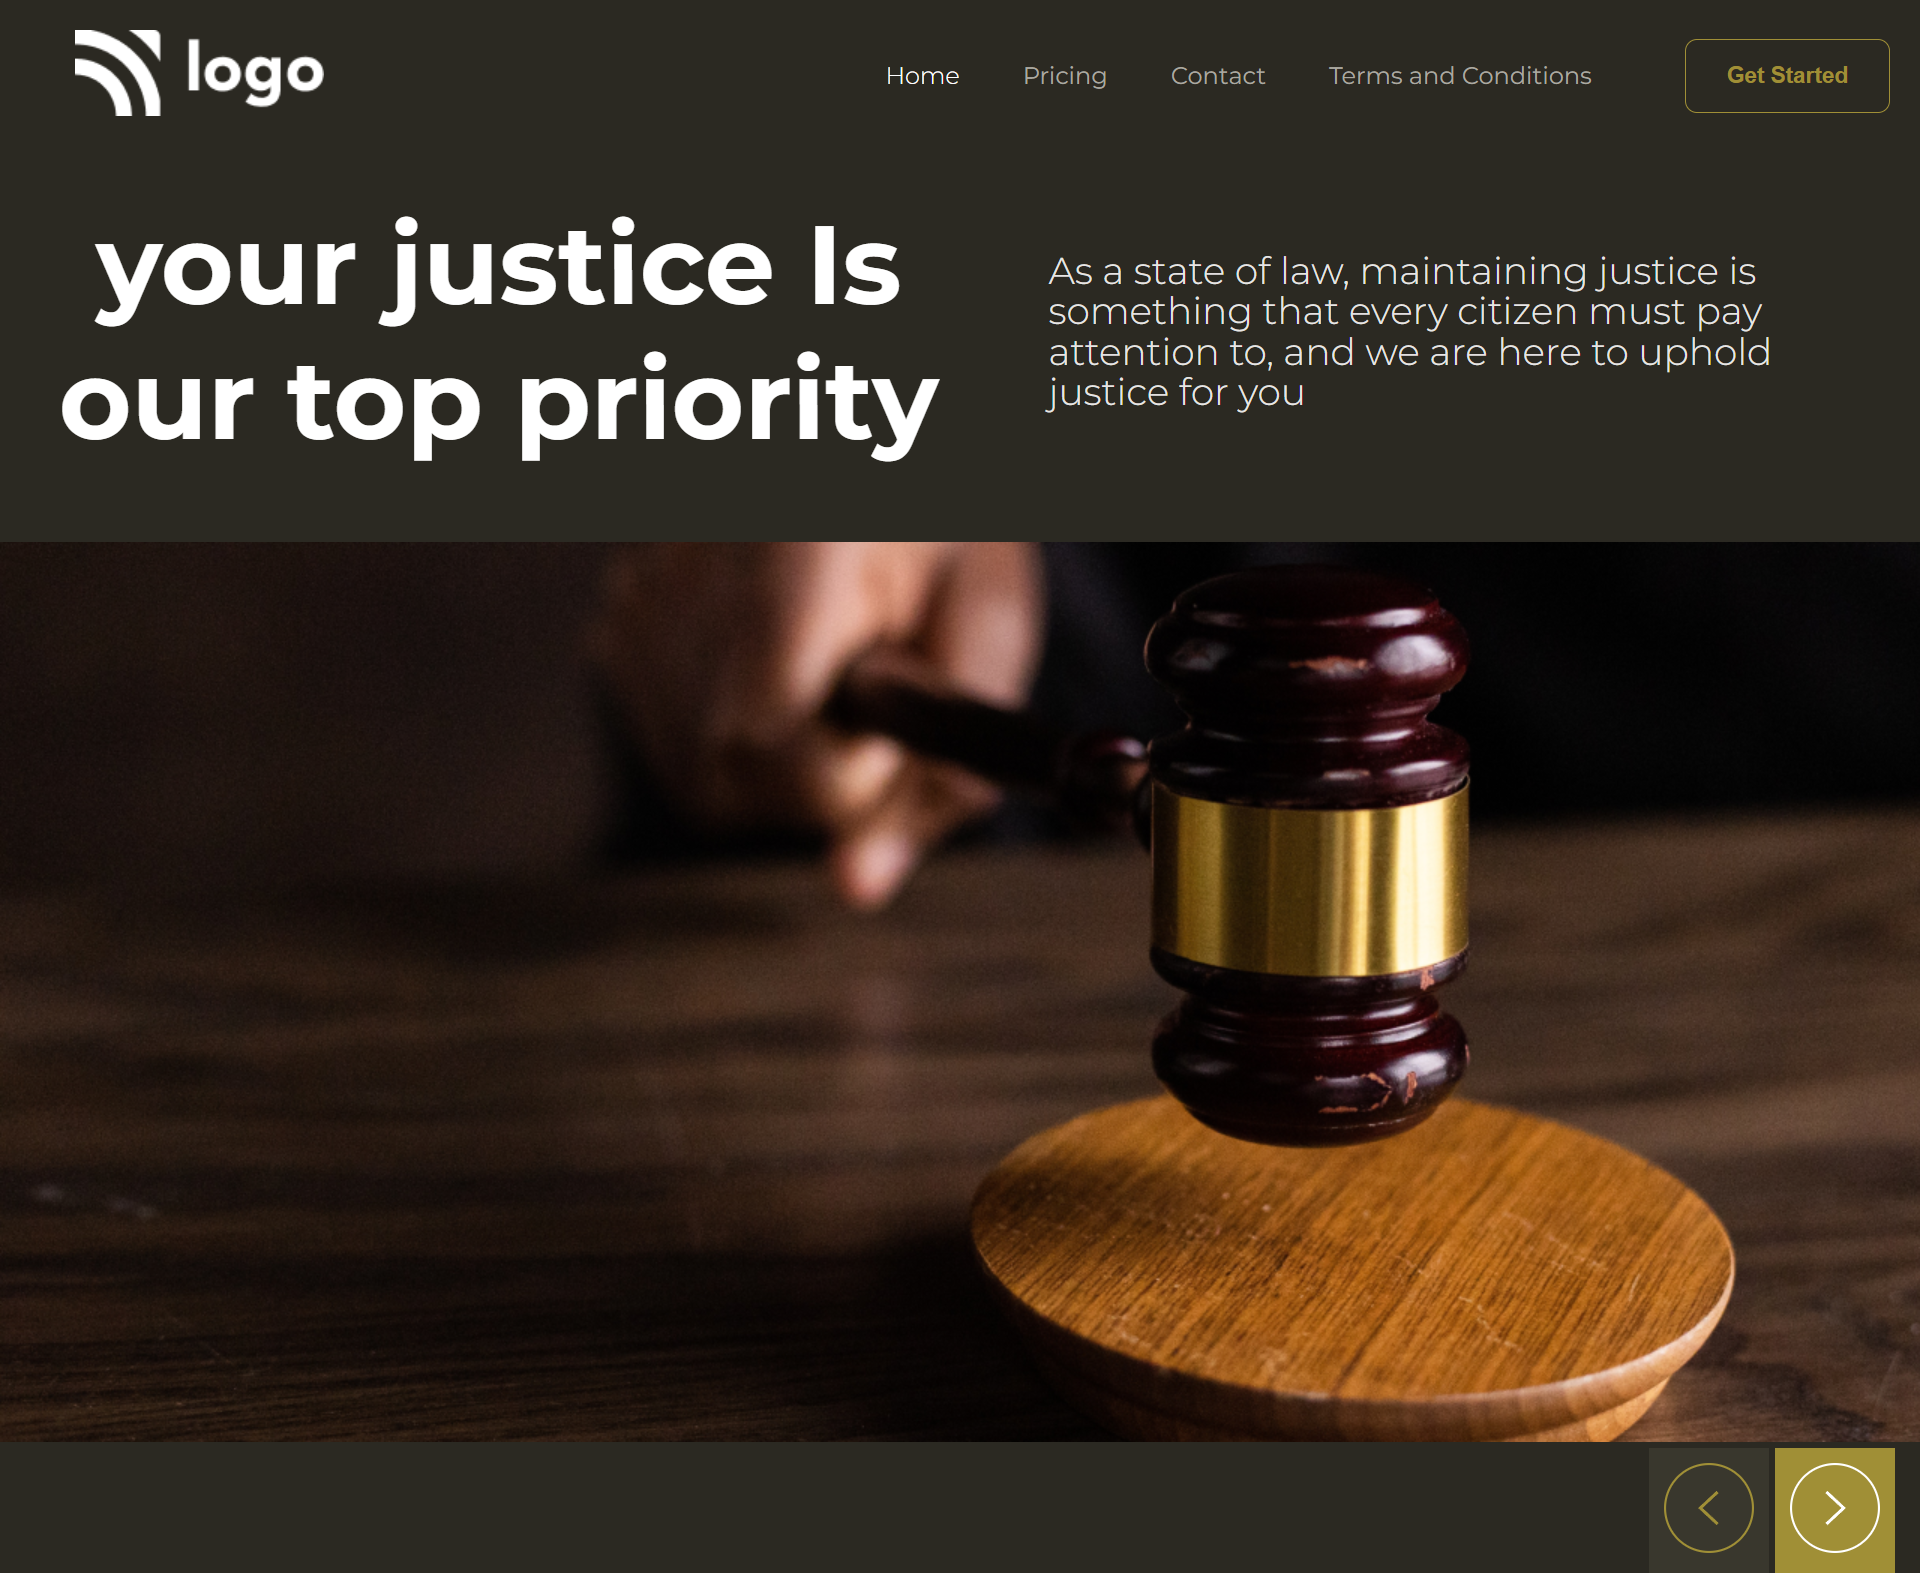 logo
Home Pricing Contact Terms and Conditions Get Started
your justice Is
our top priority
As a state of law, maintaining justice is
something that every citizen must pay
attention to, and we are here to uphold
justice for you